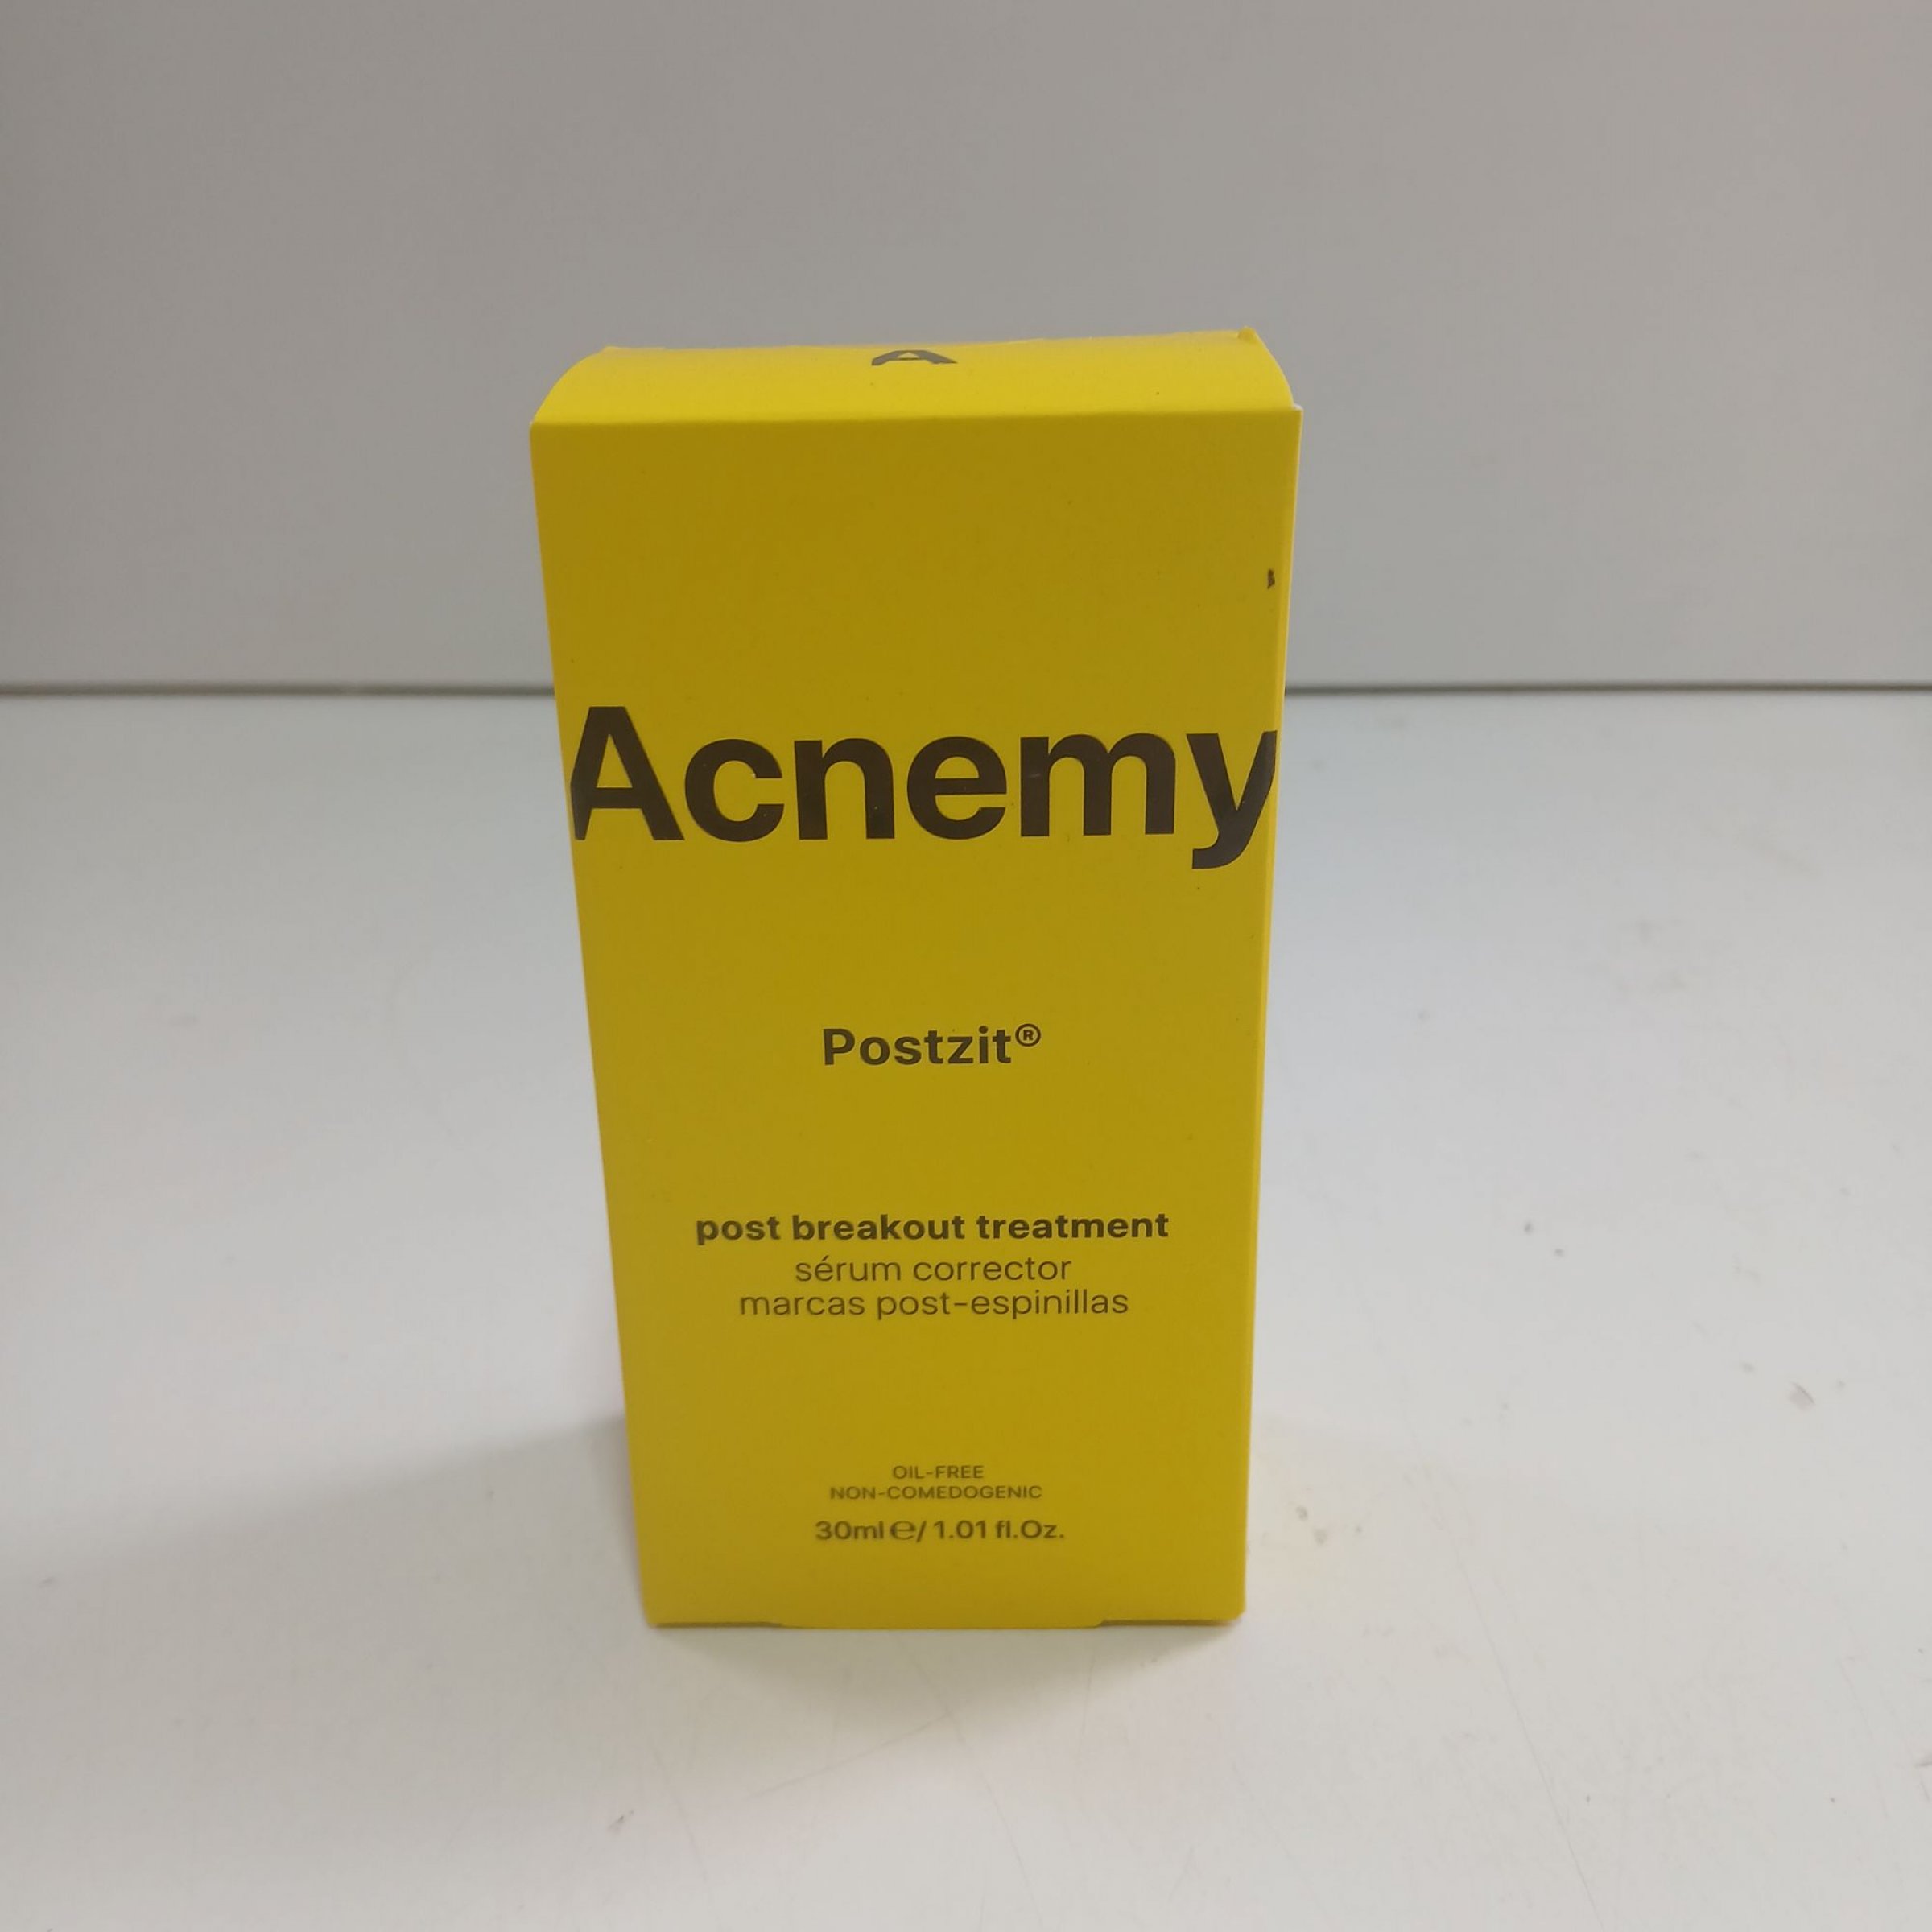 A
Acnemy
Postzit®
post breakout treatment
sérum corrector
marcas post-espinillas
OIL-FREE
NON-COMEDOGENIC
30ml℮/ 1.01 fl.Oz.